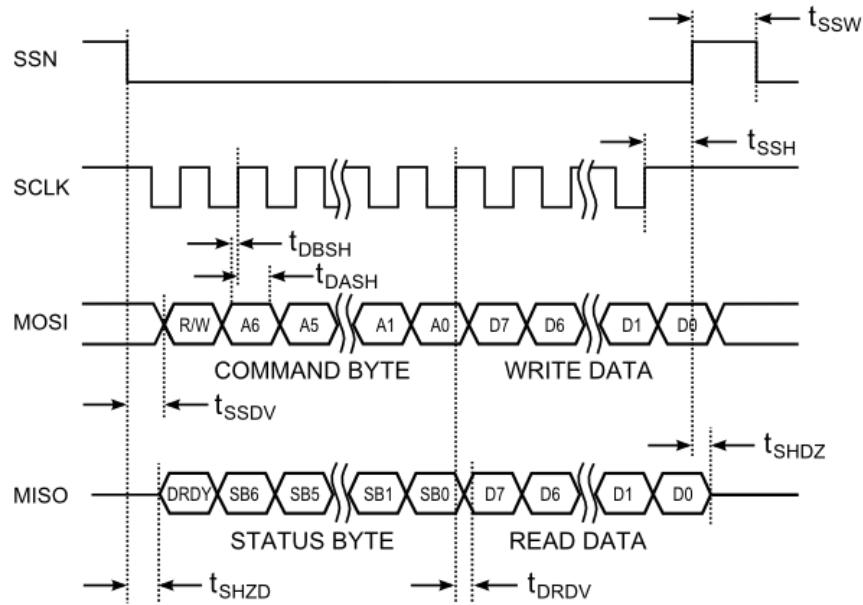 tSSW
SSN
tSSH
SCLK
tDBSH
tDASH
MOSI R/W A6 A5 A1 A0 D7 D6 D1 D0
COMMAND BYTE WRITE DATA
tSSDV
tSHDZ
MISO DRDY SB6 SB5 SB1 SB0 D7 D6 D1 D0
STATUS BYTE READ DATA
tSHZD tDRDV